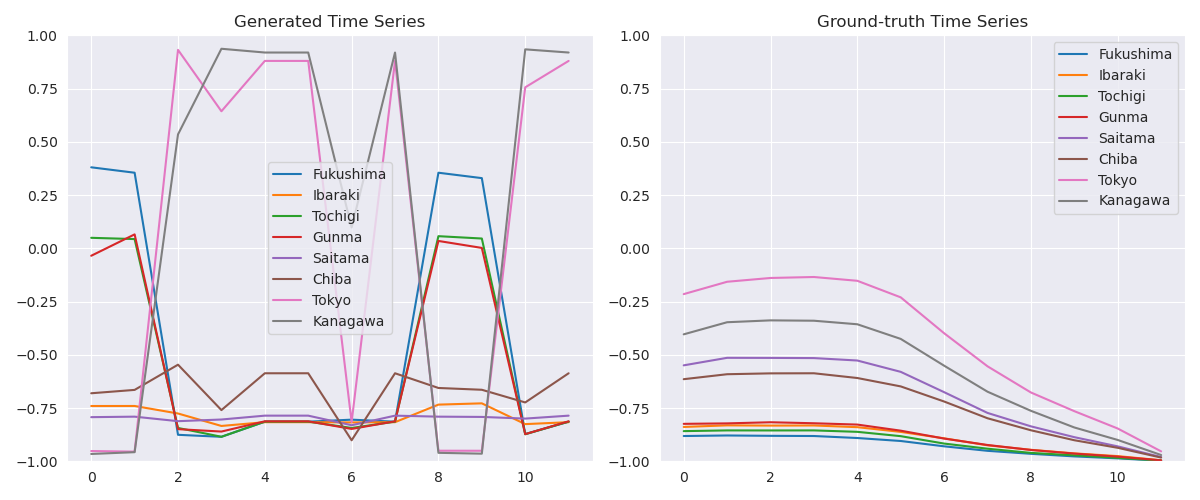 Generated Time Series
1.00
0.75
0.50
0.25
0.00
−0.25
−0.50
−0.75
−1.00
0 2 4 6 8 10
Fukushima
Ibaraki
Tochigi
Gunma
Saitama
Chiba
Tokyo
Kanagawa
Ground-truth Time Series
1.00
0.75
0.50
0.25
0.00
−0.25
−0.50
−0.75
−1.00
0 2 4 6 8 10
Fukushima
Ibaraki
Tochigi
Gunma
Saitama
Chiba
Tokyo
Kanagawa